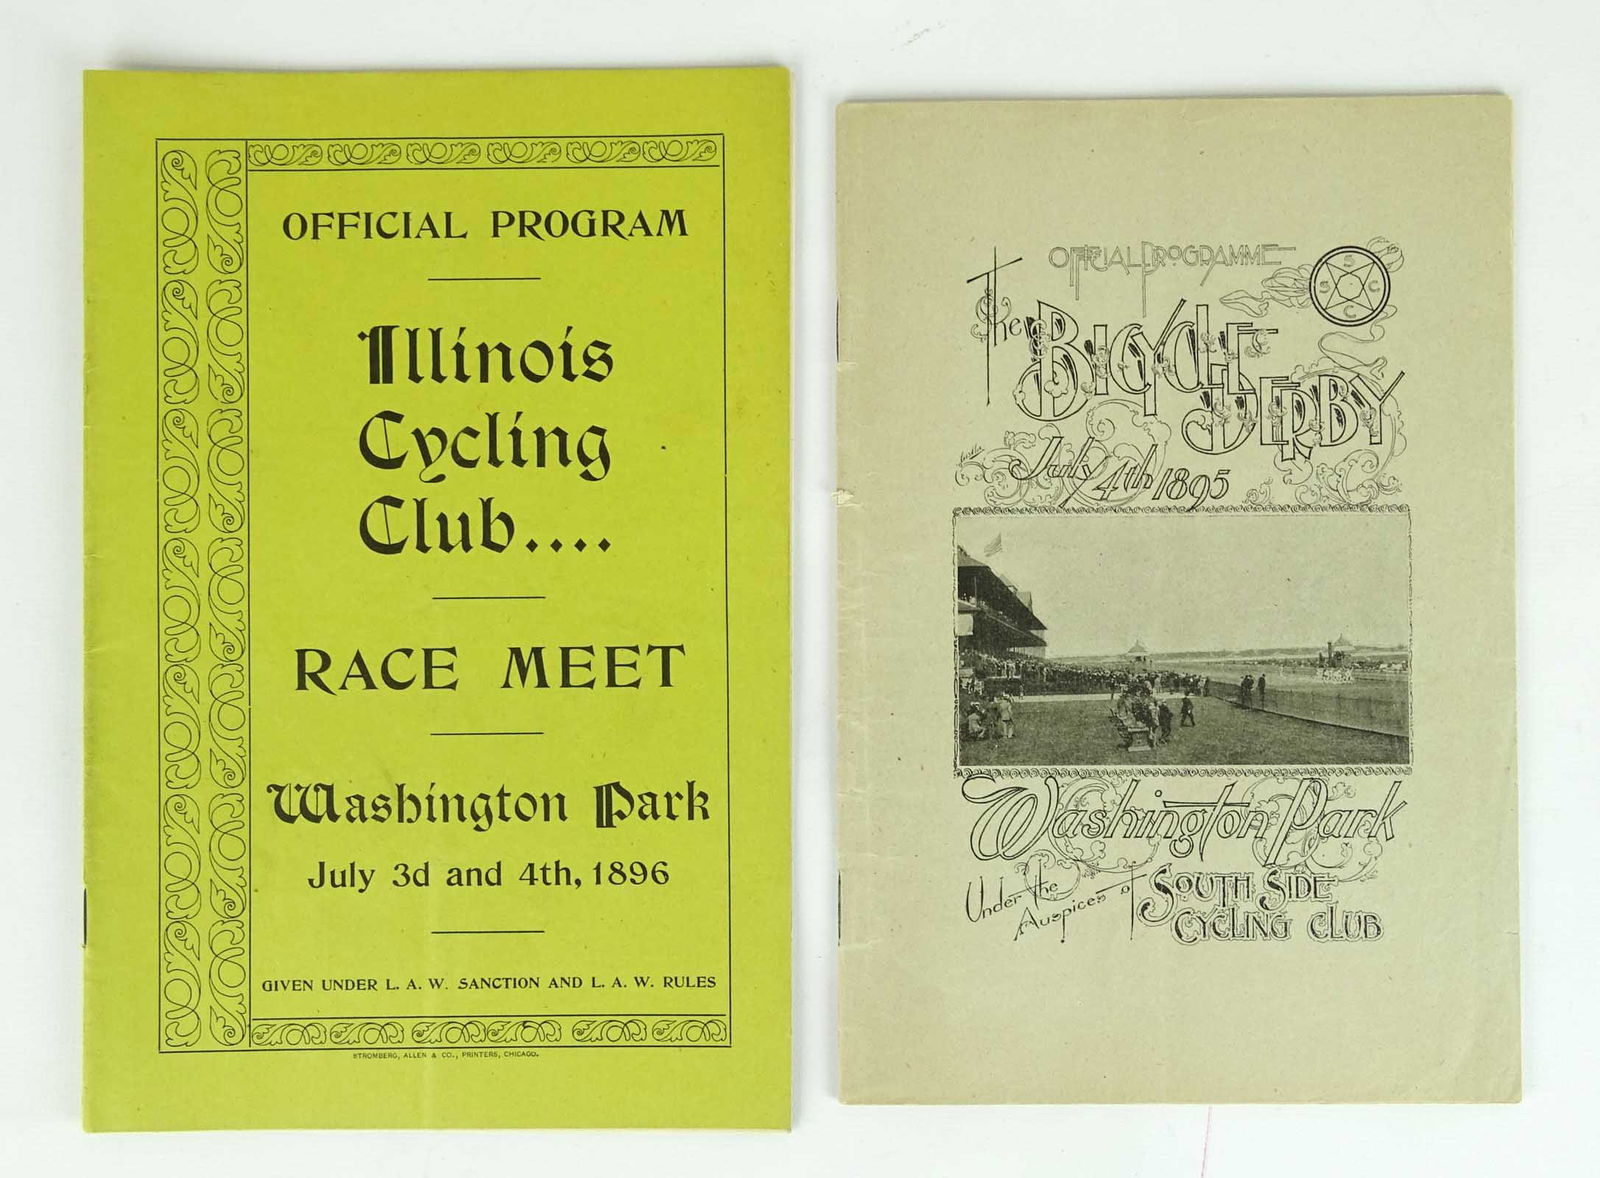 OFFICIAL PROGRAM
Illinois
Cycling
Club....
RACE MEET
Washington Park
July 3d and 4th, 1896
GIVEN UNDER L. A. W. SANCTION AND L. A. W. RULES
STROMBERG, ALLEN & CO., PRINTERS, CHICAGO.
OFFICIAL PROGRAMME
S
S C
C
The BICYCLE
DERBY
July 4th 1895
Washington Park
Under the
Auspices of
SOUTH SIDE
CYCLING CLUB